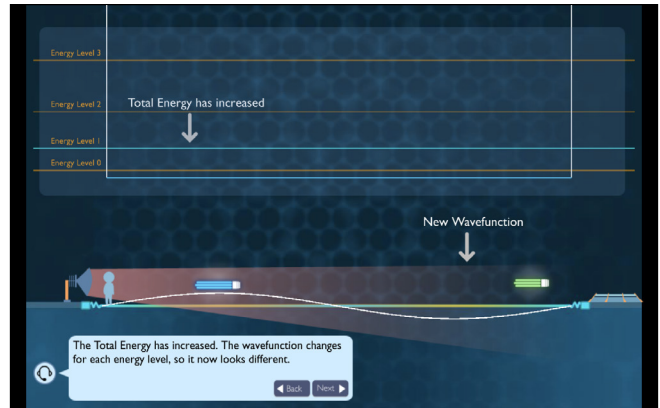 Energy Level 3
Energy Level 2
Total Energy has increased
Energy Level 1
Energy Level 0
New Wavefunction
The Total Energy has increased. The wavefunction changes
for each energy level, so it now looks different.
Back Next